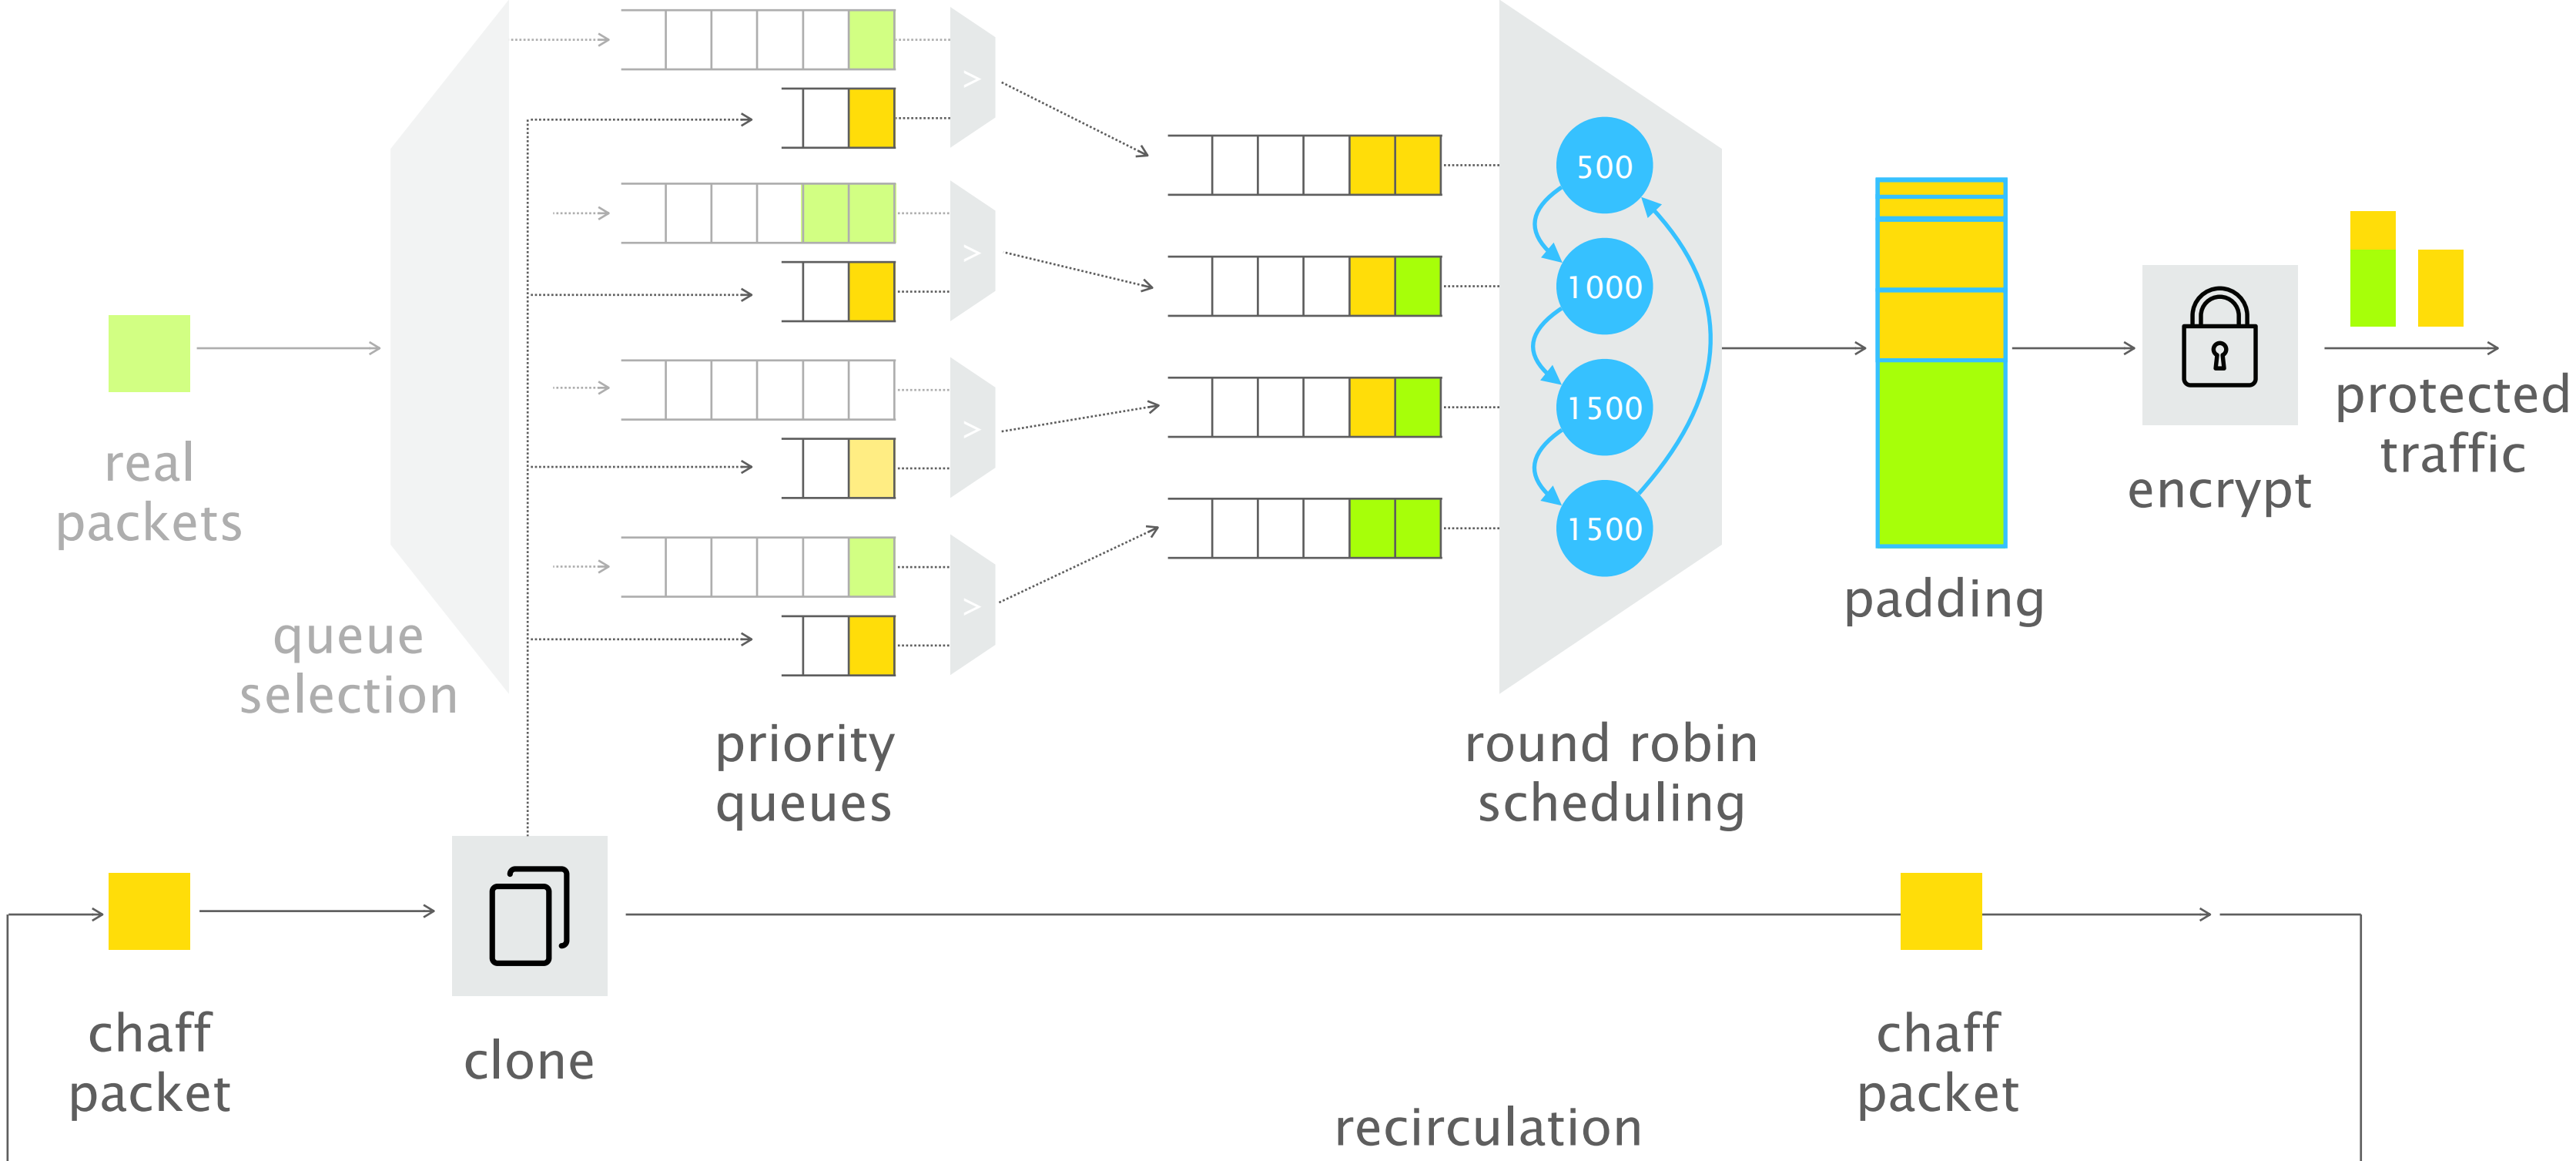 >
>
>
>
500
1000
1500
1500
real
packets
queue
selection
priority
queues
round robin
scheduling
padding
encrypt
protected
traffic
chaff
packet
clone
chaff
packet
recirculation